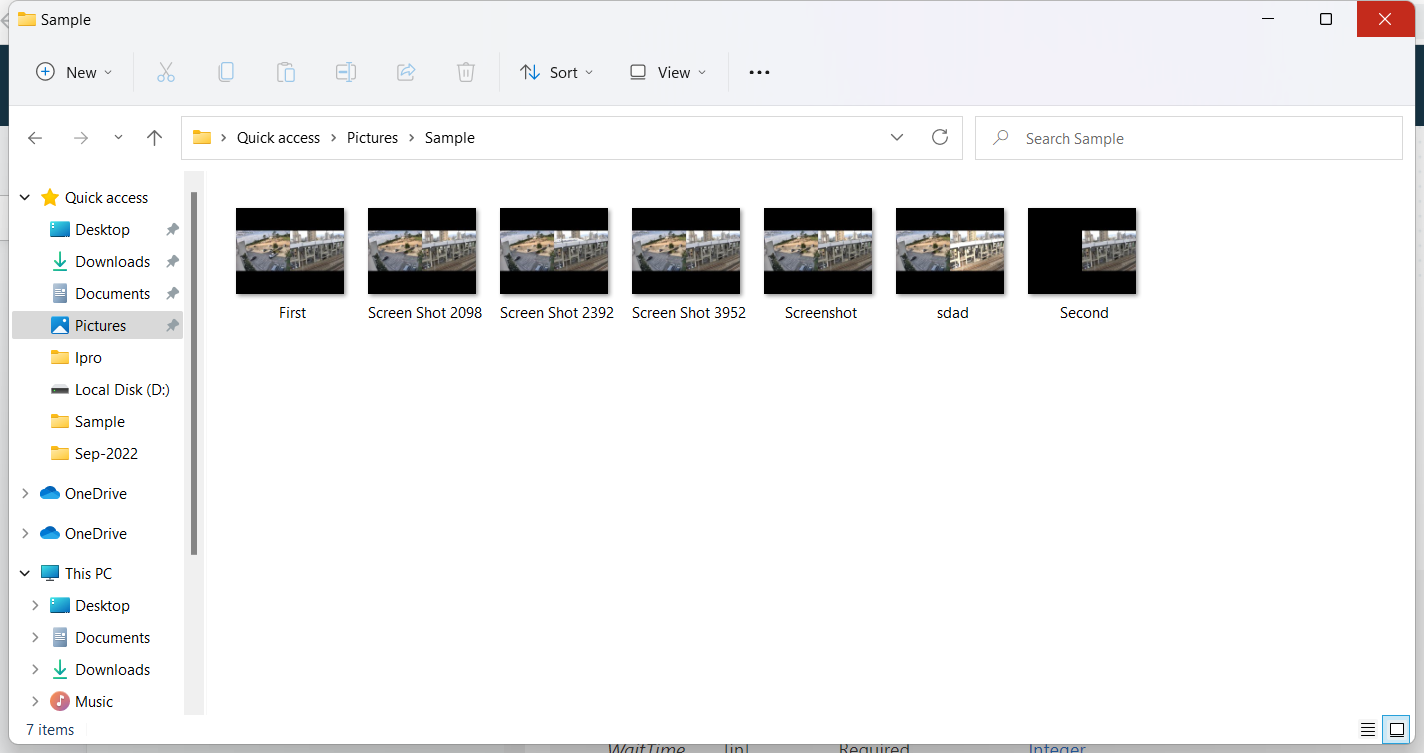 Sample
New
Sort
View
Quick access
Pictures
Sample
Search Sample
Quick access
Desktop
Downloads
Documents
Pictures
Ipro
Local Disk (D:)
Sample
Sep-2022
OneDrive
OneDrive
This PC
Desktop
Documents
Downloads
Music
First
Screen Shot 2098
Screen Shot 2392
Screen Shot 3952
Screenshot
sdad
Second
7 items
WaitTime
[in]
Required
Integer